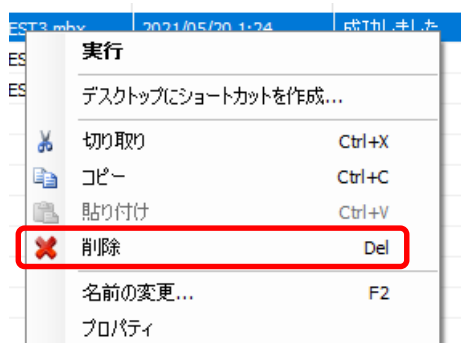 EST3.mbx 2021/05/20 1:24 成功しました
ES
実行
ES
デスクトップにショートカットを作成...
切り取り Ctrl+X
コピー Ctrl+C
貼り付け Ctrl+V
削除 Del
名前の変更... F2
プロパティ